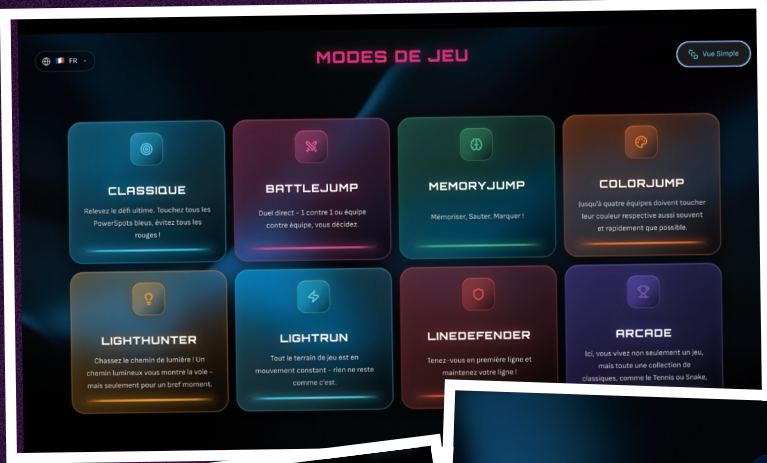 FR
MODES DE JEU
Vue Simple
CLASSIQUE
Relevez le défi ultime. Touchez tous les
PowerSpots bleus, évitez tous les
rouges !
BATTLEJUMP
Duel direct - 1 contre 1 ou équipe
contre équipe, vous décidez.
MEMORYJUMP
Mémoriser, Sauter, Marquer !
COLORJUMP
Jusqu'à quatre équipes doivent toucher
leur couleur respective aussi souvent
et rapidement que possible.
LIGHTHUNTER
Chassez le chemin de lumière ! Un
chemin lumineux vous montre la voie -
mais seulement pour un bref moment.
LIGHTRUN
Tout le terrain de jeu est en
mouvement constant - rien ne reste
comme c'est.
LINEDEFENDER
Tenez-vous en première ligne et
maintenez votre ligne !
ARCADE
Ici, vous vivez non seulement un jeu,
mais toute une collection de
classiques, comme le Tennis ou Snake,